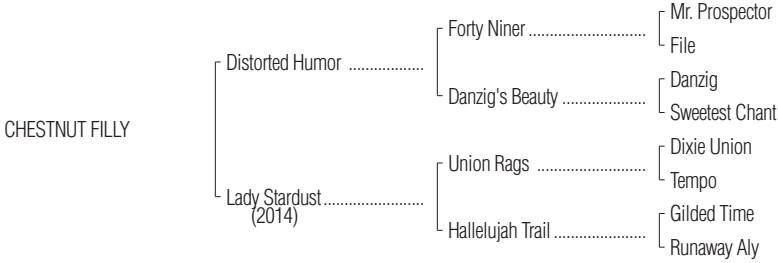 Mr. Prospector
Forty Niner ............................
File
Distorted Humor ..................
Danzig
Danzig's Beauty ....................
Sweetest Chant
CHESTNUT FILLY
Dixie Union
Union Rags ..........................
Tempo
Lady Stardust........................
(2014)
Gilded Time
Hallelujah Trail ......................
Runaway Aly